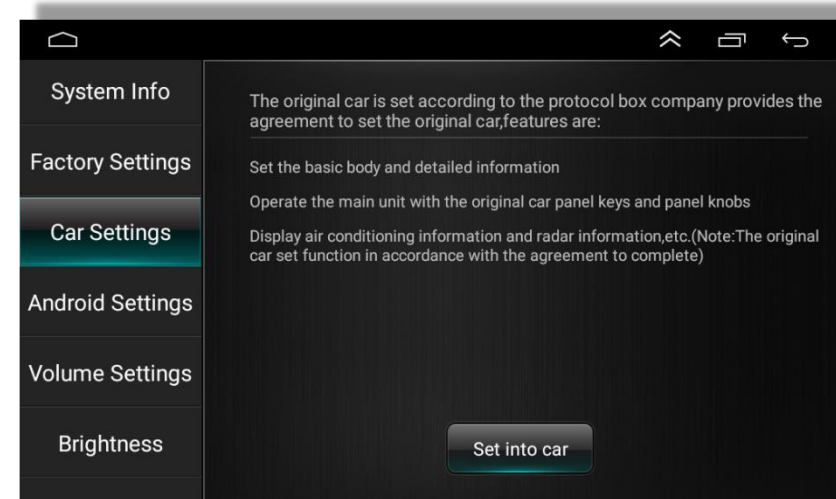 System Info
Factory Settings
Car Settings
Android Settings
Volume Settings
Brightness
The original car is set according to the protocol box company provides the
agreement to set the original car,features are:
Set the basic body and detailed information
Operate the main unit with the original car panel keys and panel knobs
Display air conditioning information and radar information,etc.(Note:The original
car set function in accordance with the agreement to complete)
Set into car